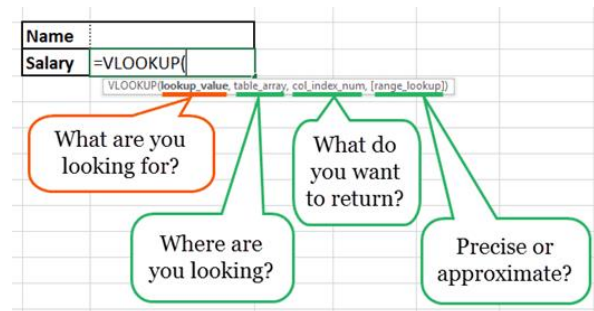 Name
Salary =VLOOKUP(
VLOOKUP(lookup_value, table_array, col_index_num, [range_lookup])
What are you
looking for?
What do
you want
to return?
Where are
you looking?
Precise or
approximate?